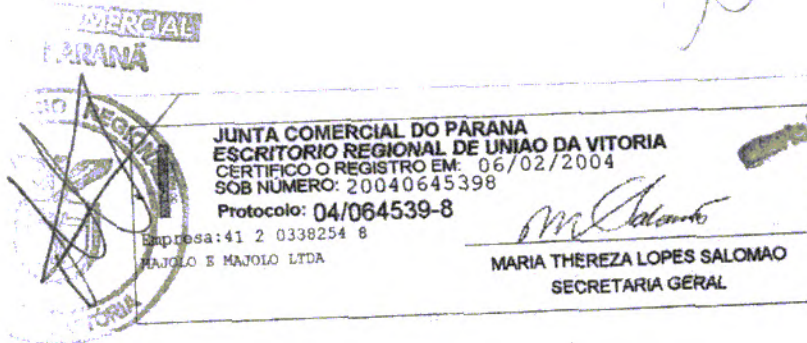 PARANÁ
JUNTA COMERCIAL DO PARANA
ESCRITORIO REGIONAL DE UNIAO DA VITORIA
CERTIFICO O REGISTRO EM: 06/02/2004
SOB NÚMERO: 20040645398
Protocolo: 04/064539-8
Empresa:41 2 0338254 8
MAJOLO E MAJOLO LTDA
MARIA THEREZA LOPES SALOMAO
SECRETARIA GERAL